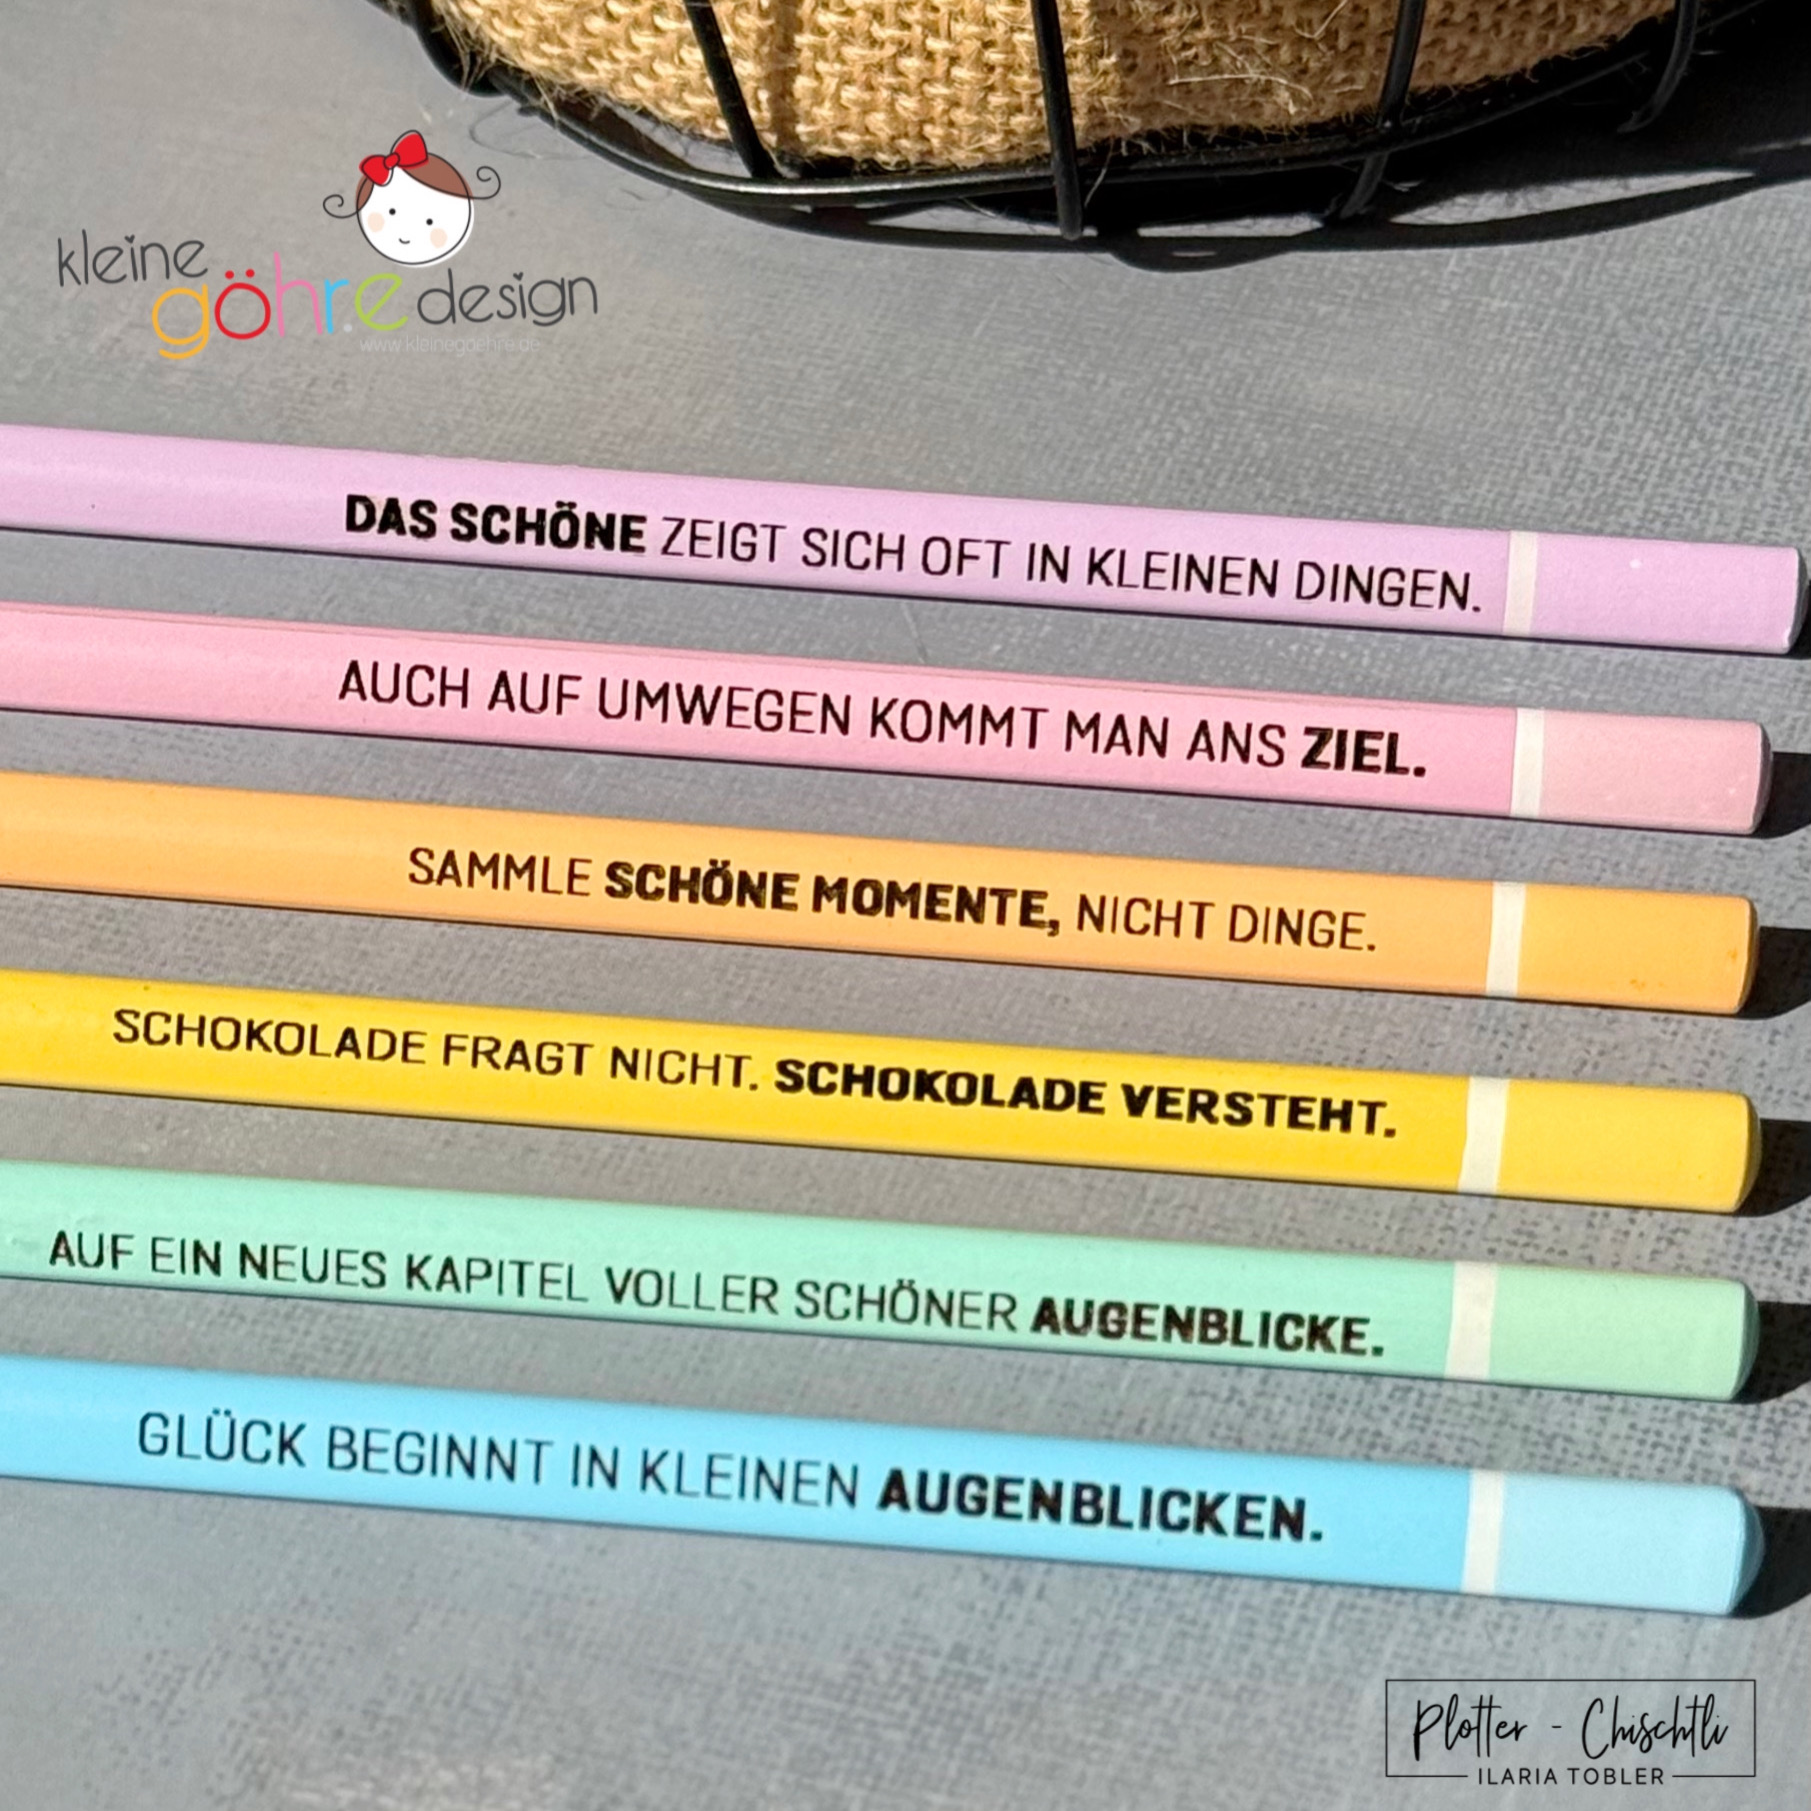 kleine
göhr.e design
www.kleinegoehre.de
DAS SCHÖNE ZEIGT SICH OFT IN KLEINEN DINGEN.
AUCH AUF UMWEGEN KOMMT MAN ANS ZIEL.
SAMMLE SCHÖNE MOMENTE, NICHT DINGE.
SCHOKOLADE FRAGT NICHT. SCHOKOLADE VERSTEHT.
AUF EIN NEUES KAPITEL VOLLER SCHÖNER AUGENBLICKE.
GLÜCK BEGINNT IN KLEINEN AUGENBLICKEN.
Plotter - Chischtli
ILARIA TOBLER